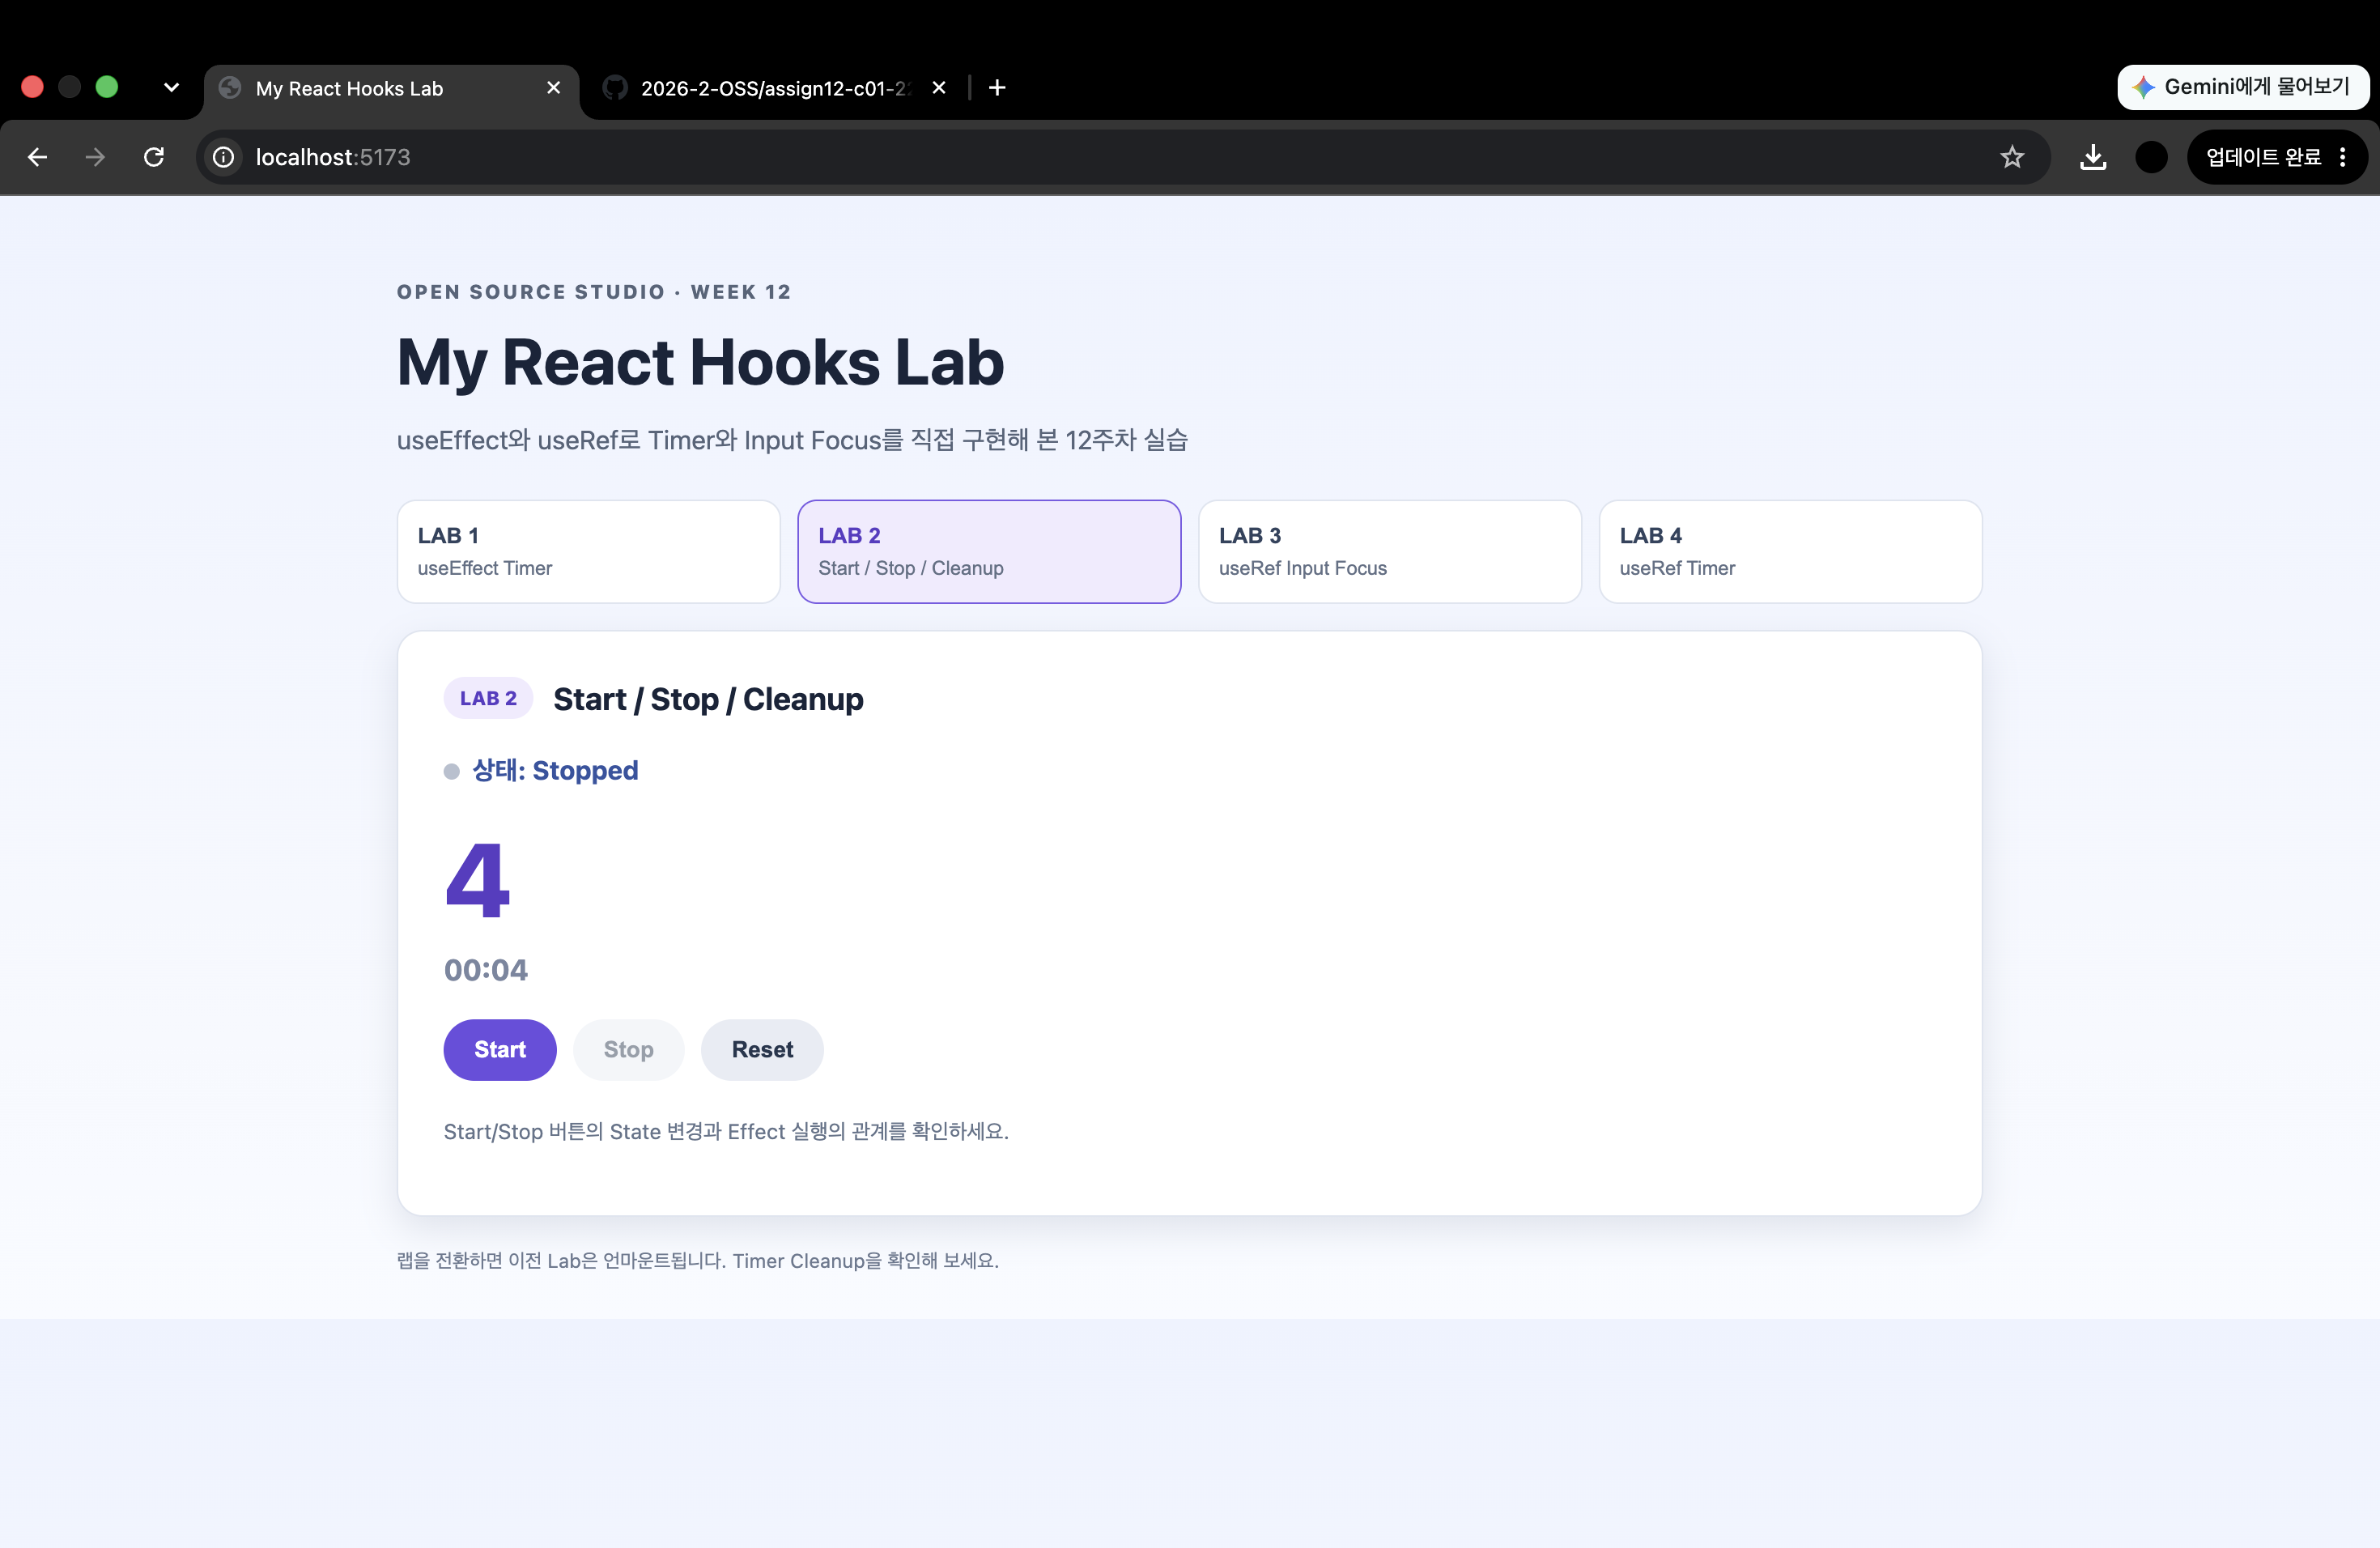 My React Hooks Lab
2026-2-OSS/assign12-c01-2
Gemini에게 물어보기
localhost:5173
업데이트 완료
OPEN SOURCE STUDIO · WEEK 12
My React Hooks Lab
useEffect와 useRef로 Timer와 Input Focus를 직접 구현해 본 12주차 실습
LAB 1
useEffect Timer
LAB 2
Start / Stop / Cleanup
LAB 3
useRef Input Focus
LAB 4
useRef Timer
LAB 2 Start / Stop / Cleanup
상태: Stopped
4
00:04
Start Stop Reset
Start/Stop 버튼의 State 변경과 Effect 실행의 관계를 확인하세요.
랩을 전환하면 이전 Lab은 언마운트됩니다. Timer Cleanup을 확인해 보세요.